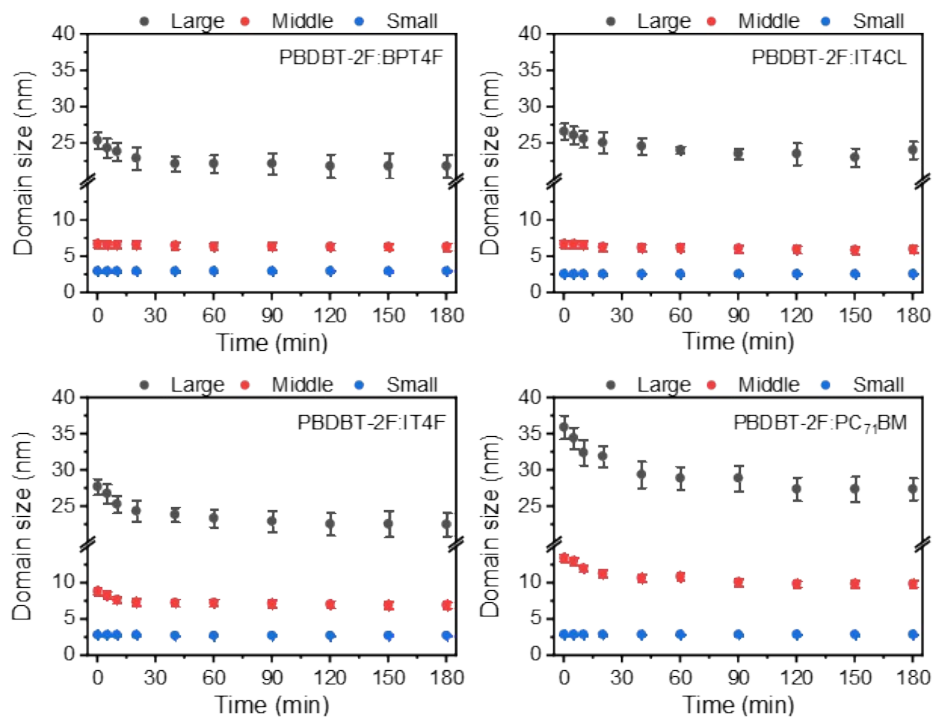 Large Middle Small
PBDBT-2F:BPT4F
Domain size (nm)
40
35
30
25
10
5
0
0 30 60 90 120 150 180
Time (min)
Large Middle Small
PBDBT-2F:IT4CL
Domain size (nm)
40
35
30
25
10
5
0
0 30 60 90 120 150 180
Time (min)
Large Middle Small
PBDBT-2F:IT4F
Domain size (nm)
40
35
30
25
10
5
0
0 30 60 90 120 150 180
Time (min)
Large Middle Small
PBDBT-2F:PC₇₁BM
Domain size (nm)
40
35
30
25
10
5
0
0 30 60 90 120 150 180
Time (min)